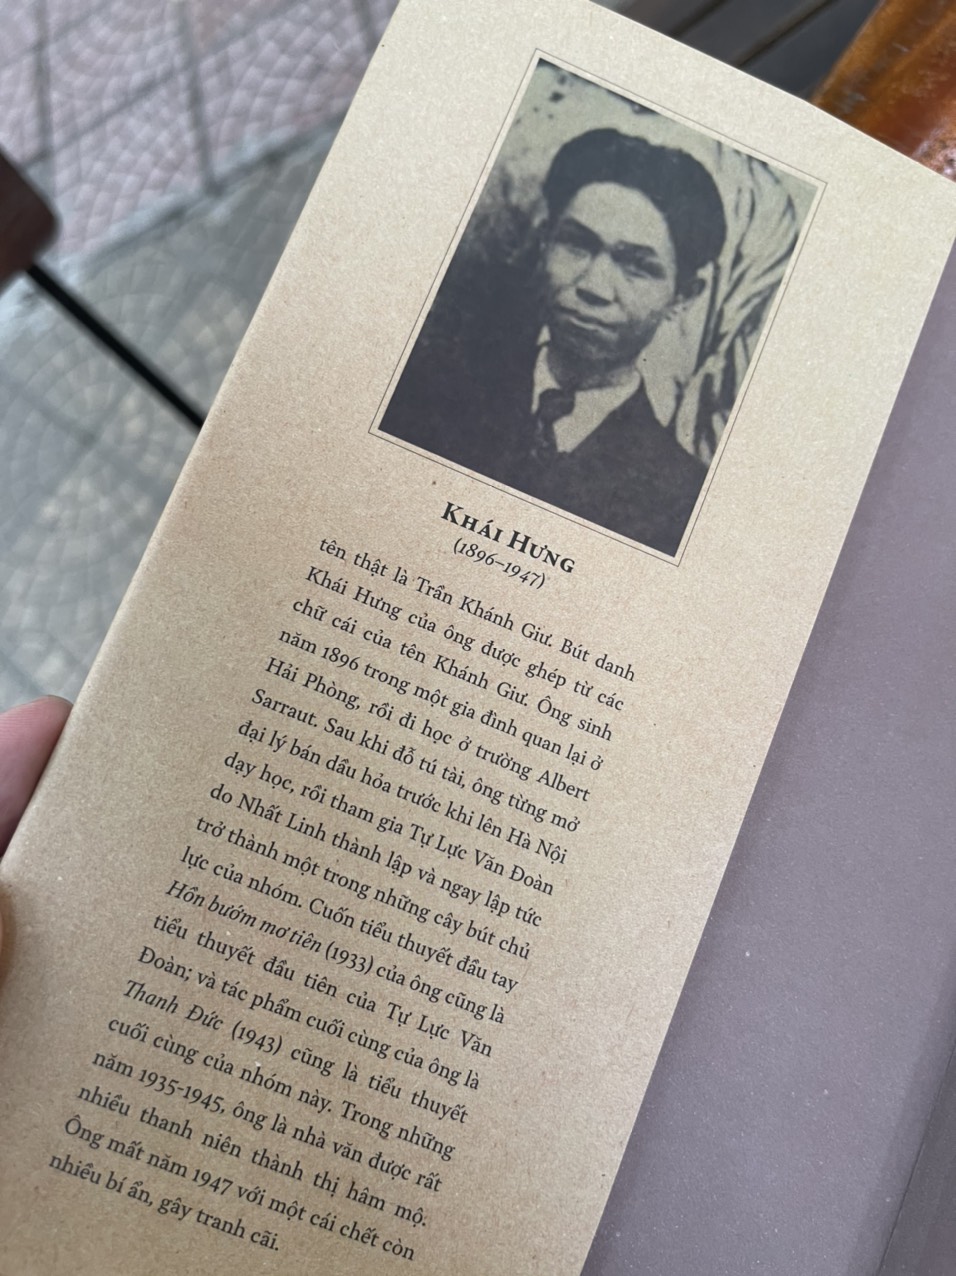 KHÁI HƯNG
(1896–1947)
tên thật là Trần Khánh Giư. Bút danh
Khái Hưng của ông được ghép từ các
chữ cái của tên Khánh Giư. Ông sinh
năm 1896 trong một gia đình quan lại ở
Hải Phòng, rồi đi học ở trường Albert
Sarraut. Sau khi đỗ tú tài, ông từng mở
đại lý bán dầu hỏa trước khi lên Hà Nội
dạy học, rồi tham gia Tự Lực Văn Đoàn
do Nhất Linh thành lập và ngay lập tức
trở thành một trong những cây bút chủ
lực của nhóm. Cuốn tiểu thuyết đầu tay
Hồn bướm mơ tiên (1933) của ông cũng là
tiểu thuyết đầu tiên của Tự Lực Văn
Đoàn; và tác phẩm cuối cùng của ông là
Thanh Đức (1943) cũng là tiểu thuyết
cuối cùng của nhóm này. Trong những
năm 1935-1945, ông là nhà văn được rất
nhiều thanh niên thành thị hâm mộ.
Ông mất năm 1947 với một cái chết còn
nhiều bí ẩn, gây tranh cãi.